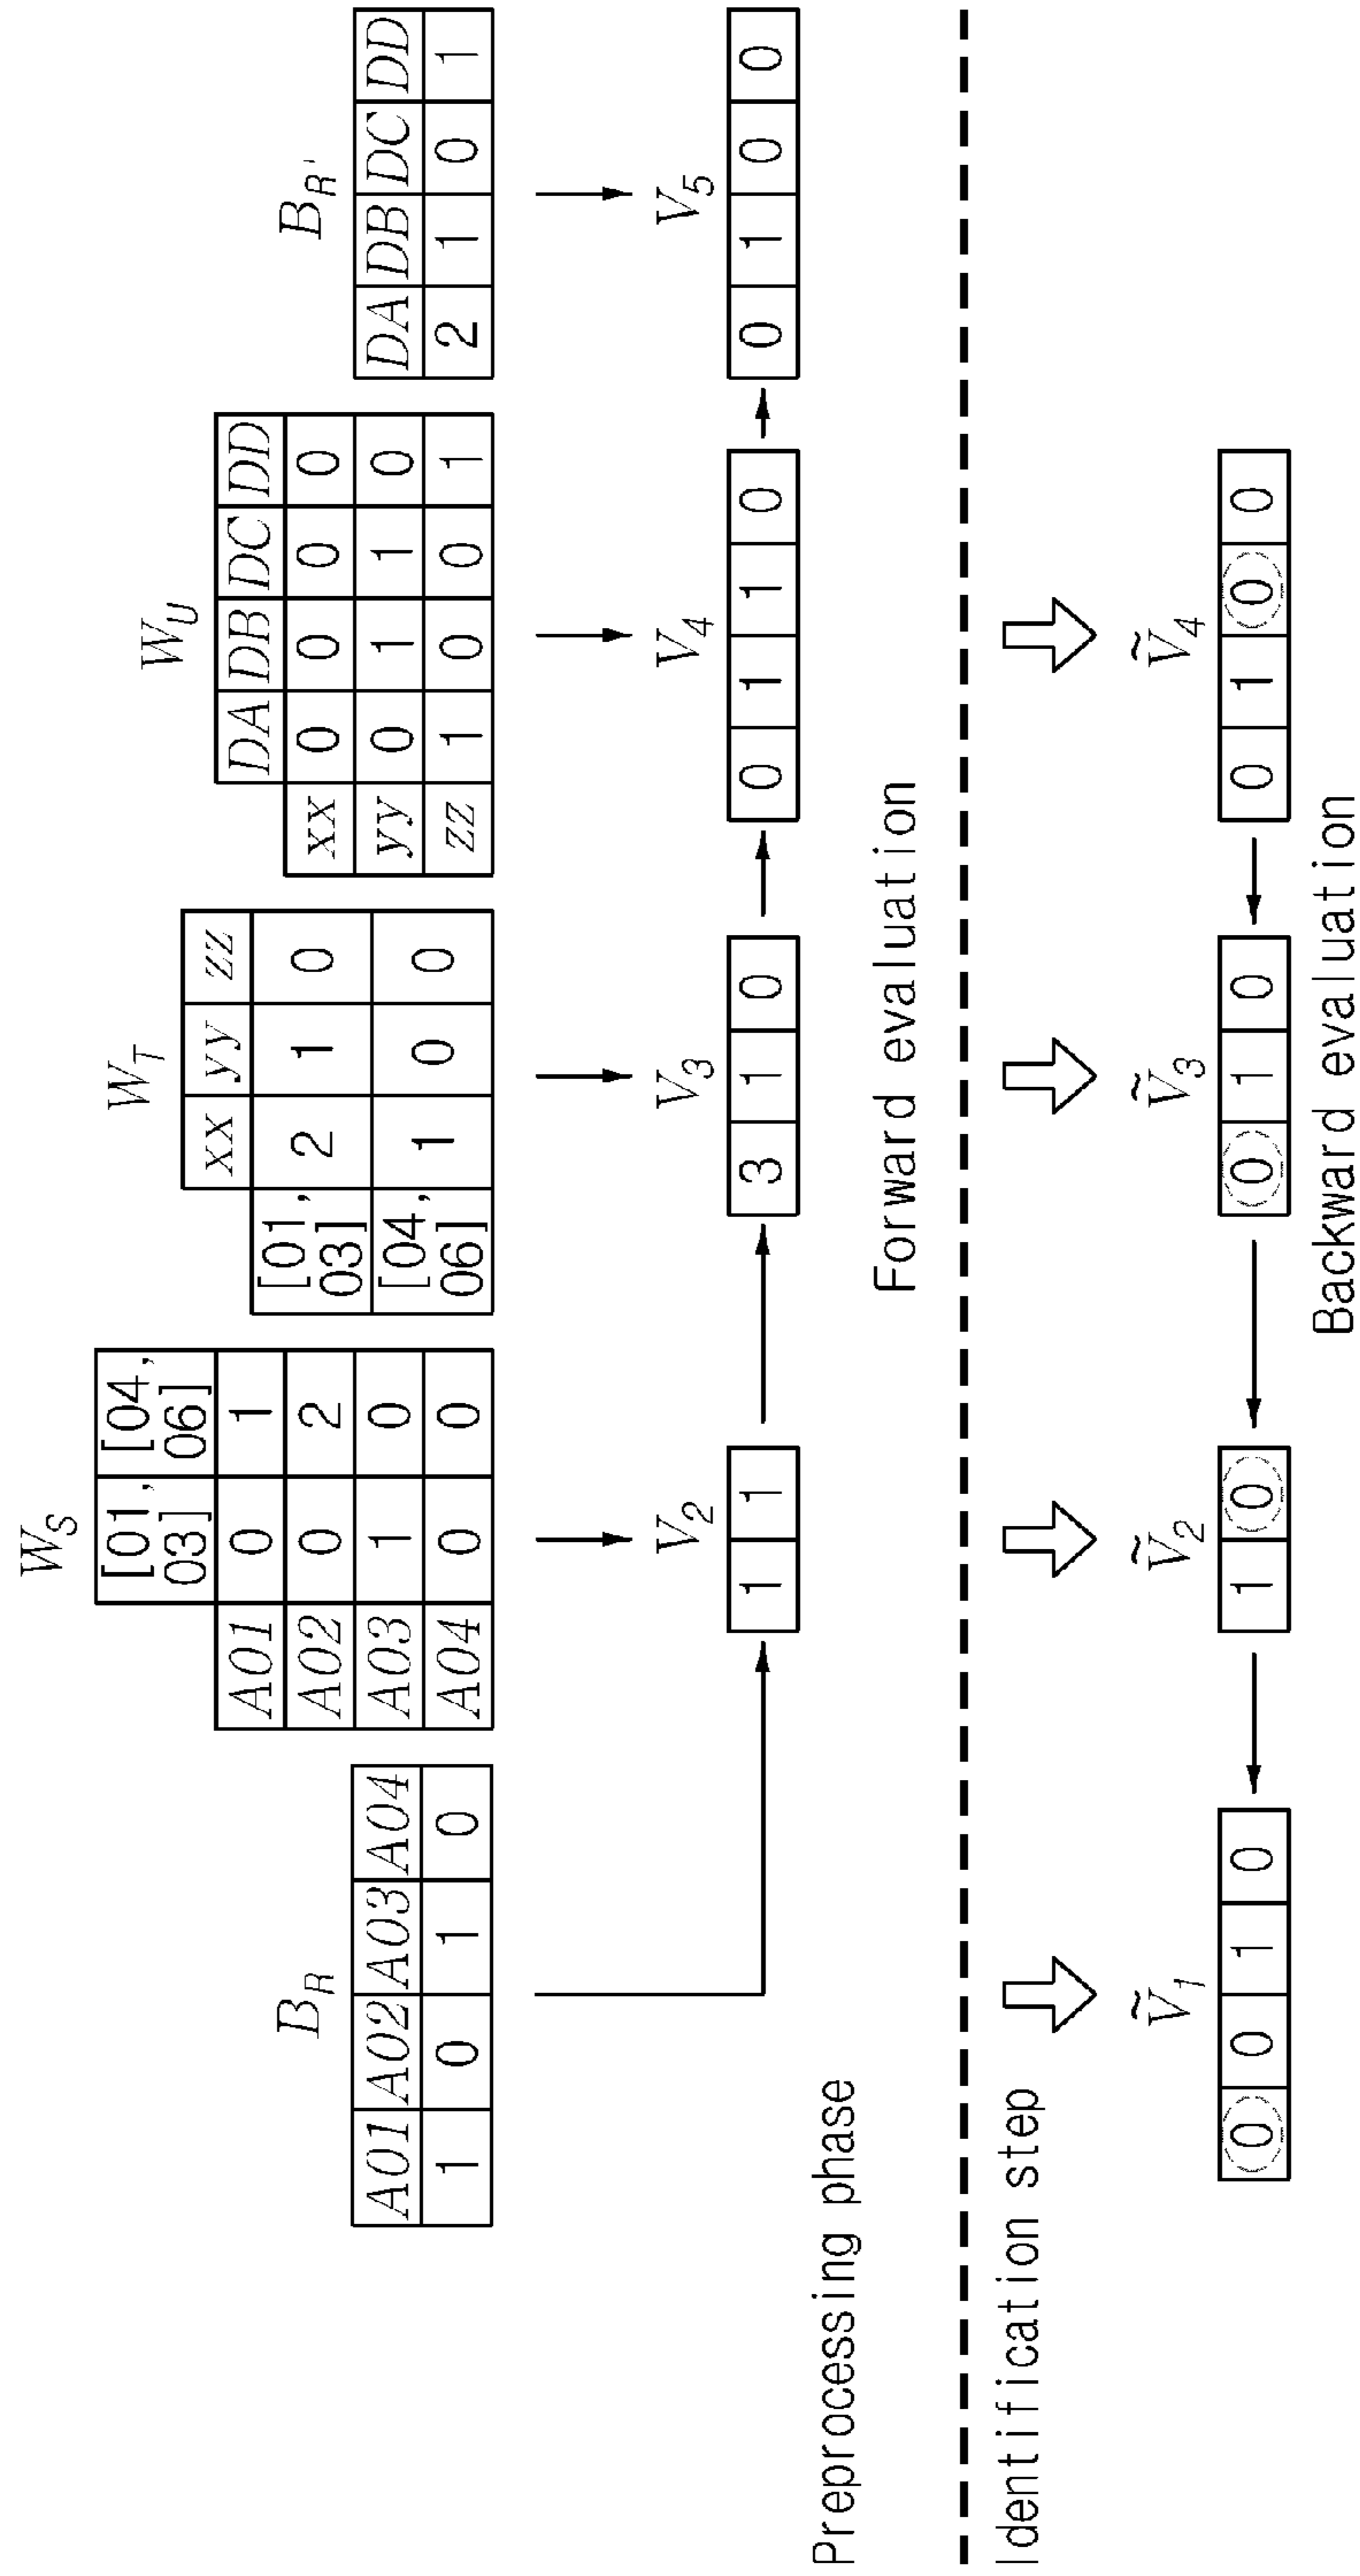 B_R
A01 A02 A03 A04
1 0 1 0
W_S
[01, 03] [04, 06]
A01 0 1
A02 0 2
A03 1 0
A04 0 0
W_T
xx yy zz
[01, 03] 2 1 0
[04, 06] 1 0 0
W_U
DA DB DC DD
xx 0 0 0 0
yy 0 1 1 0
zz 1 0 0 1
B_R'
DA DB DC DD
2 1 0 1
V_2
1 1
V_3
3 1 0
V_4
0 1 1 0
V_5
0 1 0 0
Preprocessing phase
Forward evaluation
Identification step
Ṽ_1
0 0 1 0
Ṽ_2
1 0
Ṽ_3
0 1 0
Ṽ_4
0 1 0 0
Backward evaluation